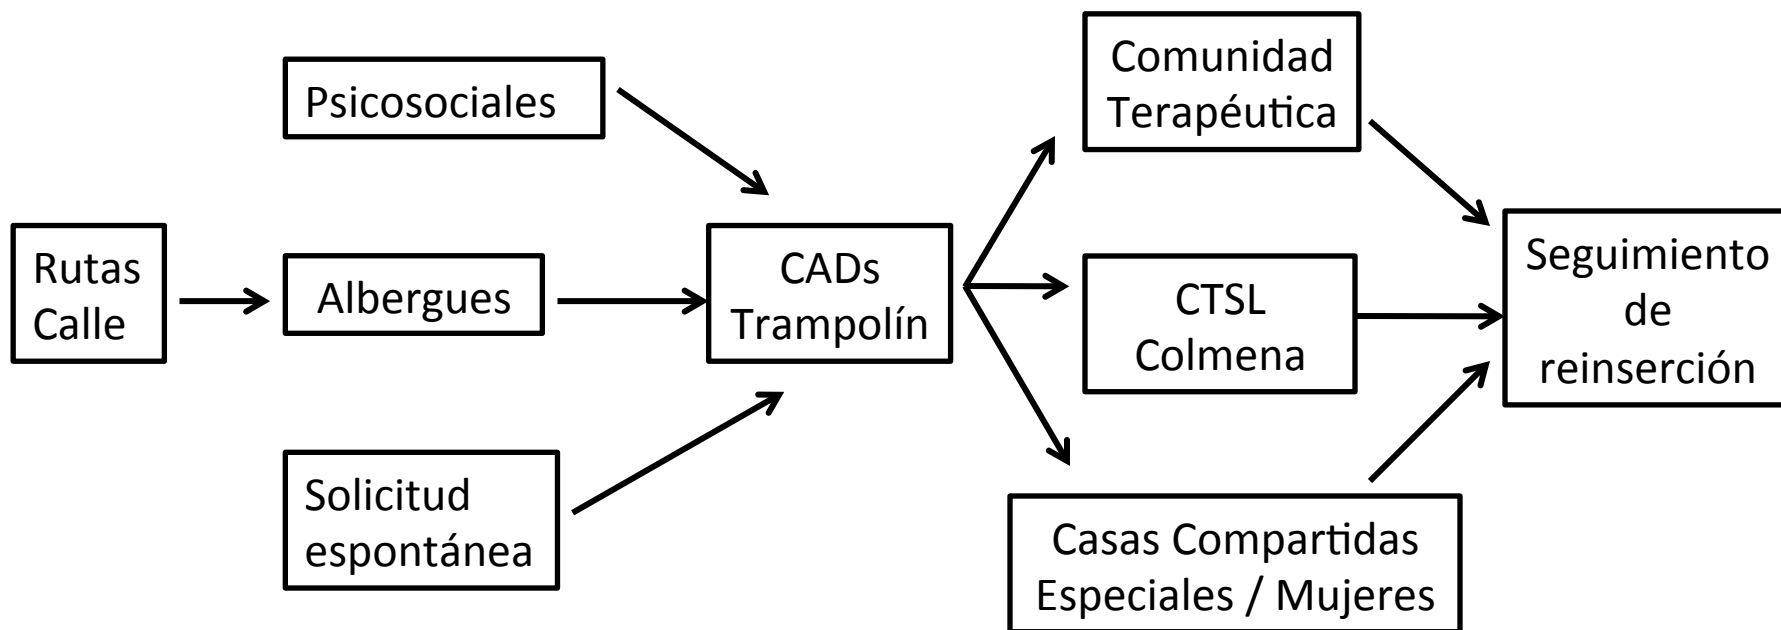 Psicosociales
Comunidad
Terapéutica
Rutas
Calle
Albergues
CADs
Trampolín
CTSL
Colmena
Seguimiento
de
reinserción
Solicitud
espontánea
Casas Compartidas
Especiales / Mujeres